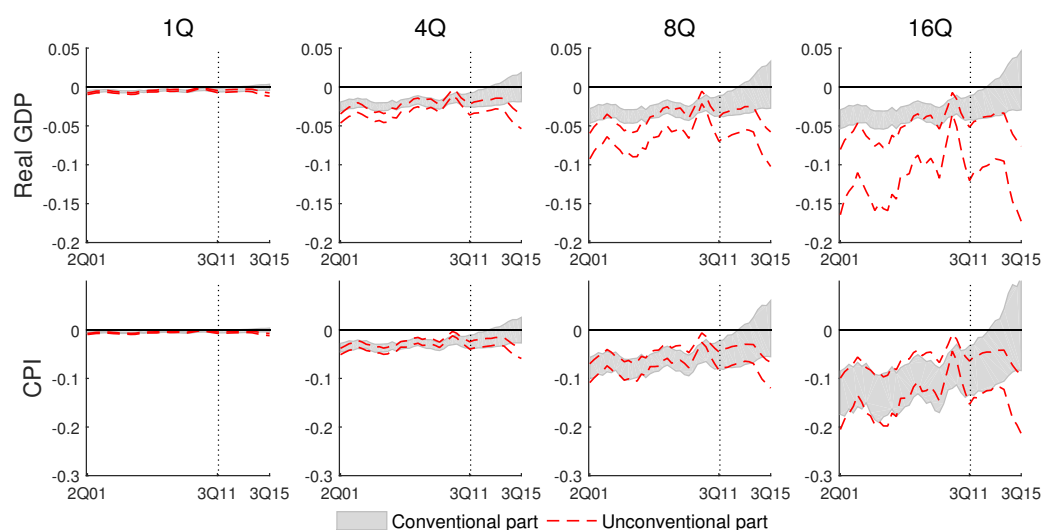 1Q 4Q 8Q 16Q
Real GDP
0.05 0.05 0.05 0.05
0 0 0 0
-0.05 -0.05 -0.05 -0.05
-0.1 -0.1 -0.1 -0.1
-0.15 -0.15 -0.15 -0.15
-0.2 -0.2 -0.2 -0.2
2Q01 3Q11 3Q15 2Q01 3Q11 3Q15 2Q01 3Q11 3Q15 2Q01 3Q11 3Q15
CPI
0 0 0 0
-0.1 -0.1 -0.1 -0.1
-0.2 -0.2 -0.2 -0.2
-0.3 -0.3 -0.3 -0.3
2Q01 3Q11 3Q15 2Q01 3Q11 3Q15 2Q01 3Q11 3Q15 2Q01 3Q11 3Q15
Conventional part Unconventional part